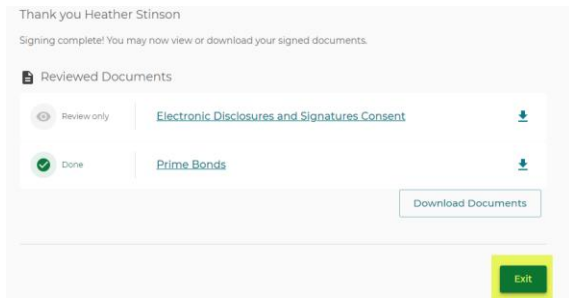 Thank you Heather Stinson
Signing complete! You may now view or download your signed documents.
Reviewed Documents
Review only Electronic Disclosures and Signatures Consent
Done Prime Bonds
Download Documents
Exit